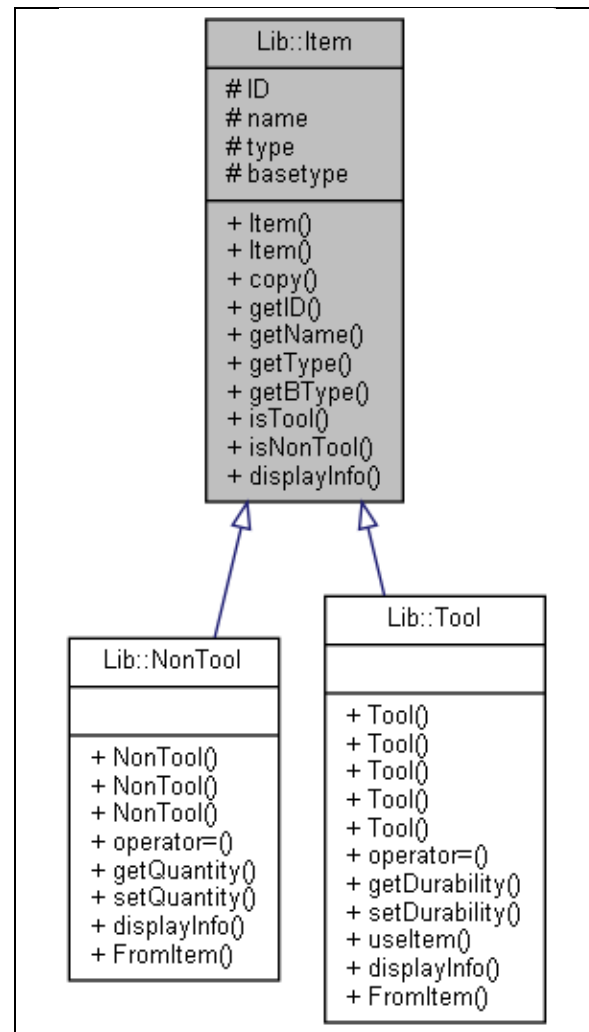 Lib::Item
# ID
# name
# type
# basetype
+ Item()
+ Item()
+ copy()
+ getID()
+ getName()
+ getType()
+ getBType()
+ isTool()
+ isNonTool()
+ displayInfo()
Lib::NonTool
+ NonTool()
+ NonTool()
+ NonTool()
+ operator=()
+ getQuantity()
+ setQuantity()
+ displayInfo()
+ FromItem()
Lib::Tool
+ Tool()
+ Tool()
+ Tool()
+ Tool()
+ Tool()
+ operator=()
+ getDurability()
+ setDurability()
+ useItem()
+ displayInfo()
+ FromItem()